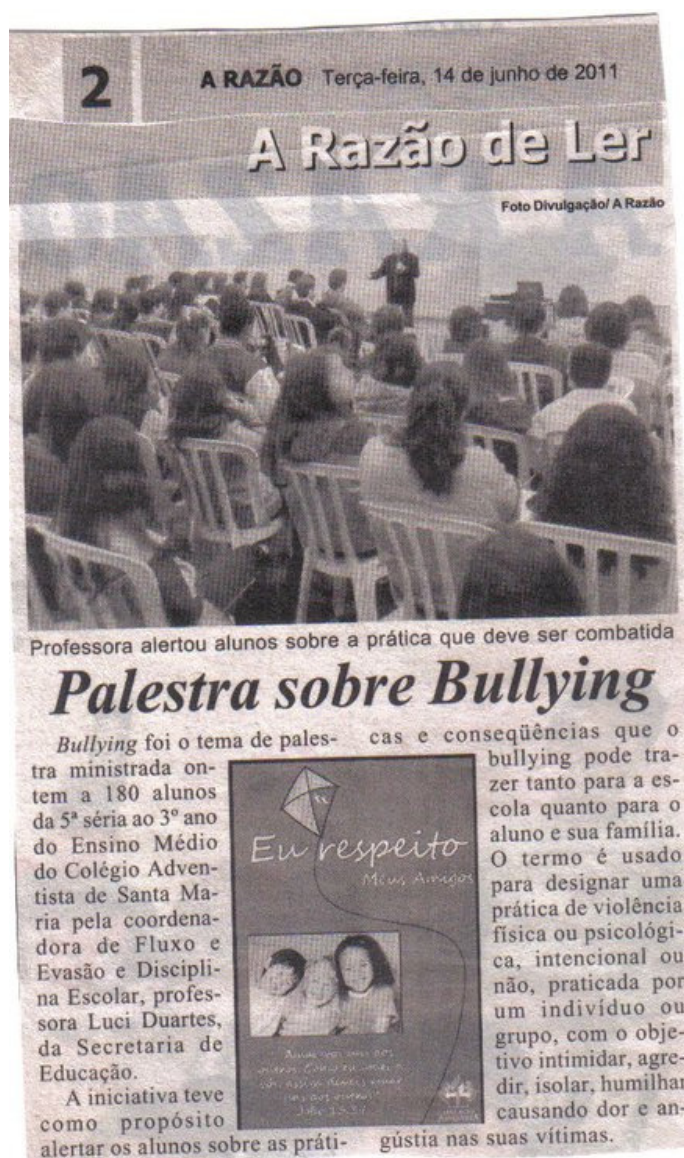 2
A RAZÃO Terça-feira, 14 de junho de 2011
A Razão de Ler
Foto Divulgação/ A Razão
Professora alertou alunos sobre a prática que deve ser combatida
Palestra sobre Bullying
Bullying foi o tema de pales-
tra ministrada on-
tem a 180 alunos
da 5ª série ao 3º ano
do Ensino Médio
do Colégio Adven-
tista de Santa Ma-
ria pela coordena-
dora de Fluxo e
Evasão e Discipli-
na Escolar, profes-
sora Luci Duartes,
da Secretaria de
Educação.
A iniciativa teve
como propósito
alertar os alunos sobre as práti-
Eu respeito
Meus Amigos
cas e conseqüências que o
bullying pode tra-
zer tanto para a es-
cola quanto para o
aluno e sua família.
O termo é usado
para designar uma
prática de violência
física ou psicológi-
ca, intencional ou
não, praticada por
um indivíduo ou
grupo, com o obje-
tivo intimidar, agre-
dir, isolar, humilhar
causando dor e an-
gústia nas suas vítimas.